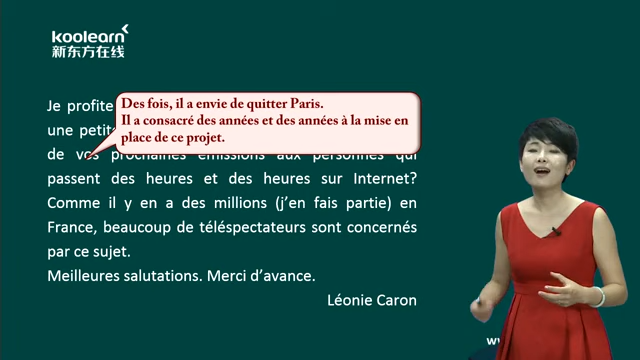 koolearn
新东方在线
Je profite
Des fois, il a envie de quitter Paris.
Il a consacré des années et des années à la mise en
place de ce projet.
une petite
de vos prochaines émissions aux personnes qui
passent des heures et des heures sur Internet?
Comme il y en a des millions (j’en fais partie) en
France, beaucoup de téléspectateurs sont concernés
par ce sujet.
Meilleures salutations. Merci d’avance.
Léonie Caron